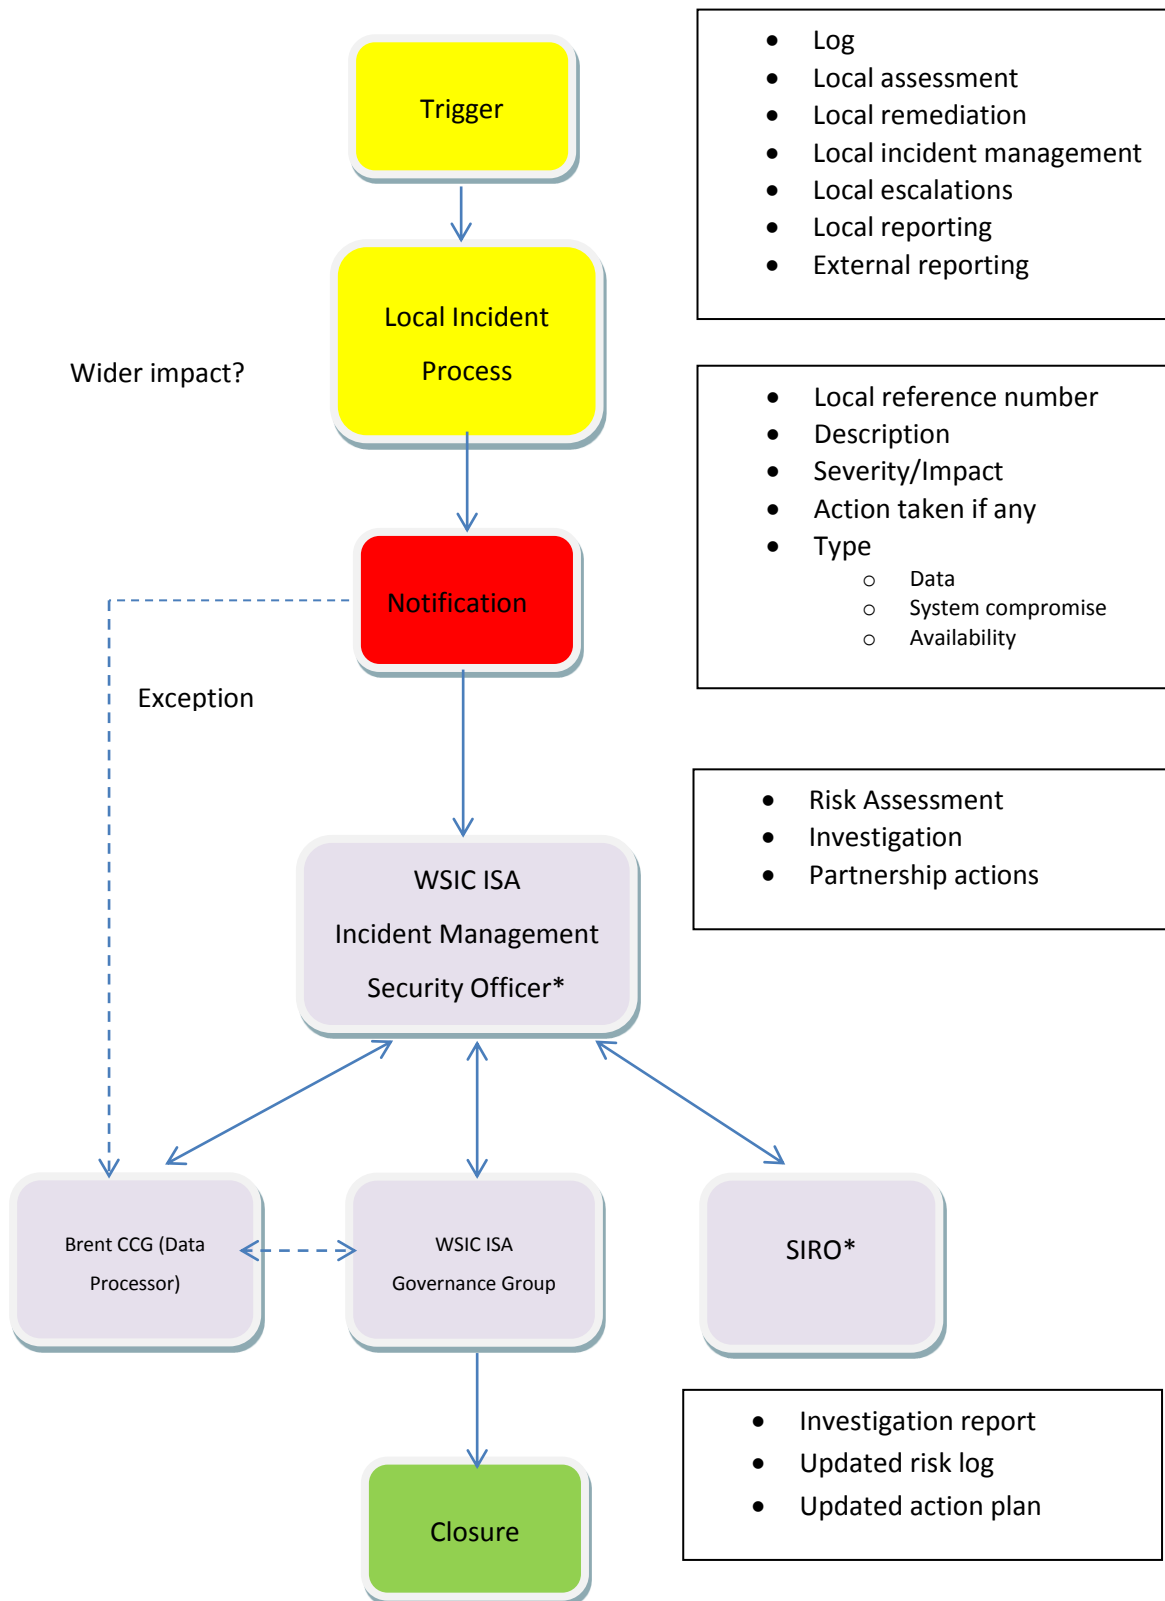 Trigger
• Log
• Local assessment
• Local remediation
• Local incident management
• Local escalations
• Local reporting
• External reporting
Local Incident
Process
Wider impact?
• Local reference number
• Description
• Severity/Impact
• Action taken if any
• Type
o Data
o System compromise
o Availability
Notification
Exception
• Risk Assessment
• Investigation
• Partnership actions
WSIC ISA
Incident Management
Security Officer*
Brent CCG (Data
Processor)
WSIC ISA
Governance Group
SIRO*
• Investigation report
• Updated risk log
• Updated action plan
Closure